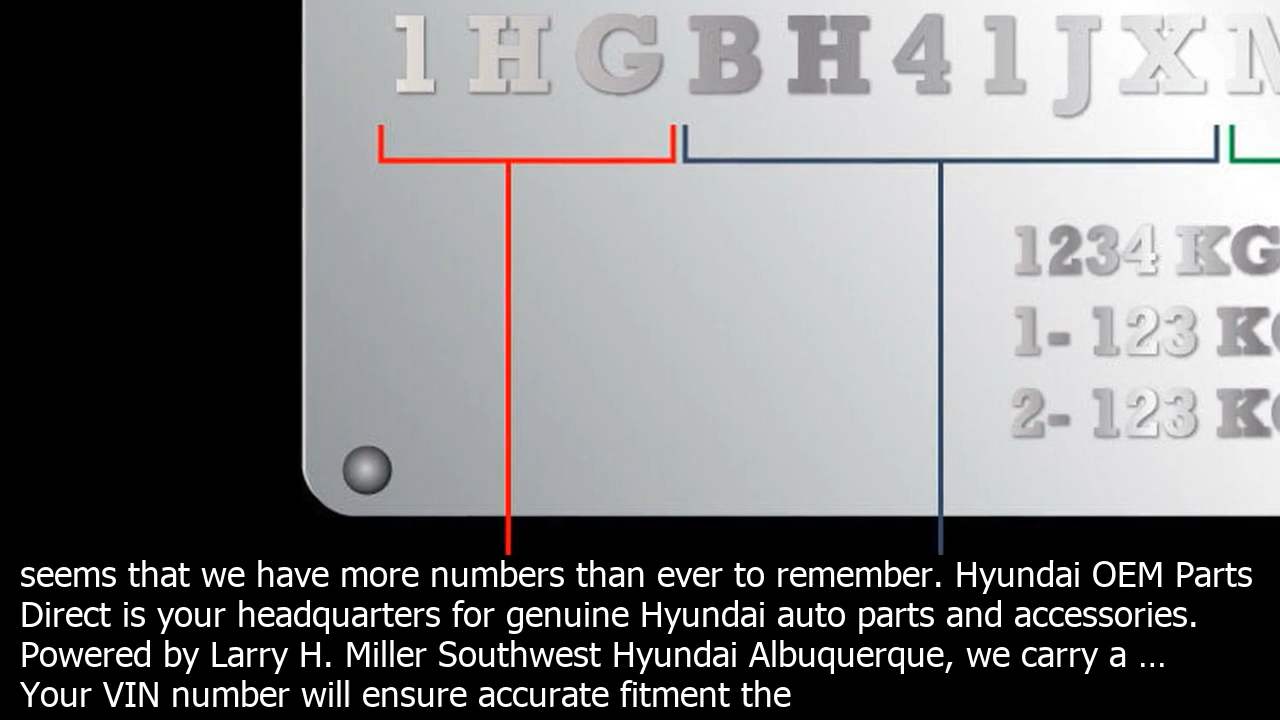 1HGBH41JX
1234 KG
1- 123 K
2- 123 K
seems that we have more numbers than ever to remember. Hyundai OEM Parts
Direct is your headquarters for genuine Hyundai auto parts and accessories.
Powered by Larry H. Miller Southwest Hyundai Albuquerque, we carry a ...
Your VIN number will ensure accurate fitment the